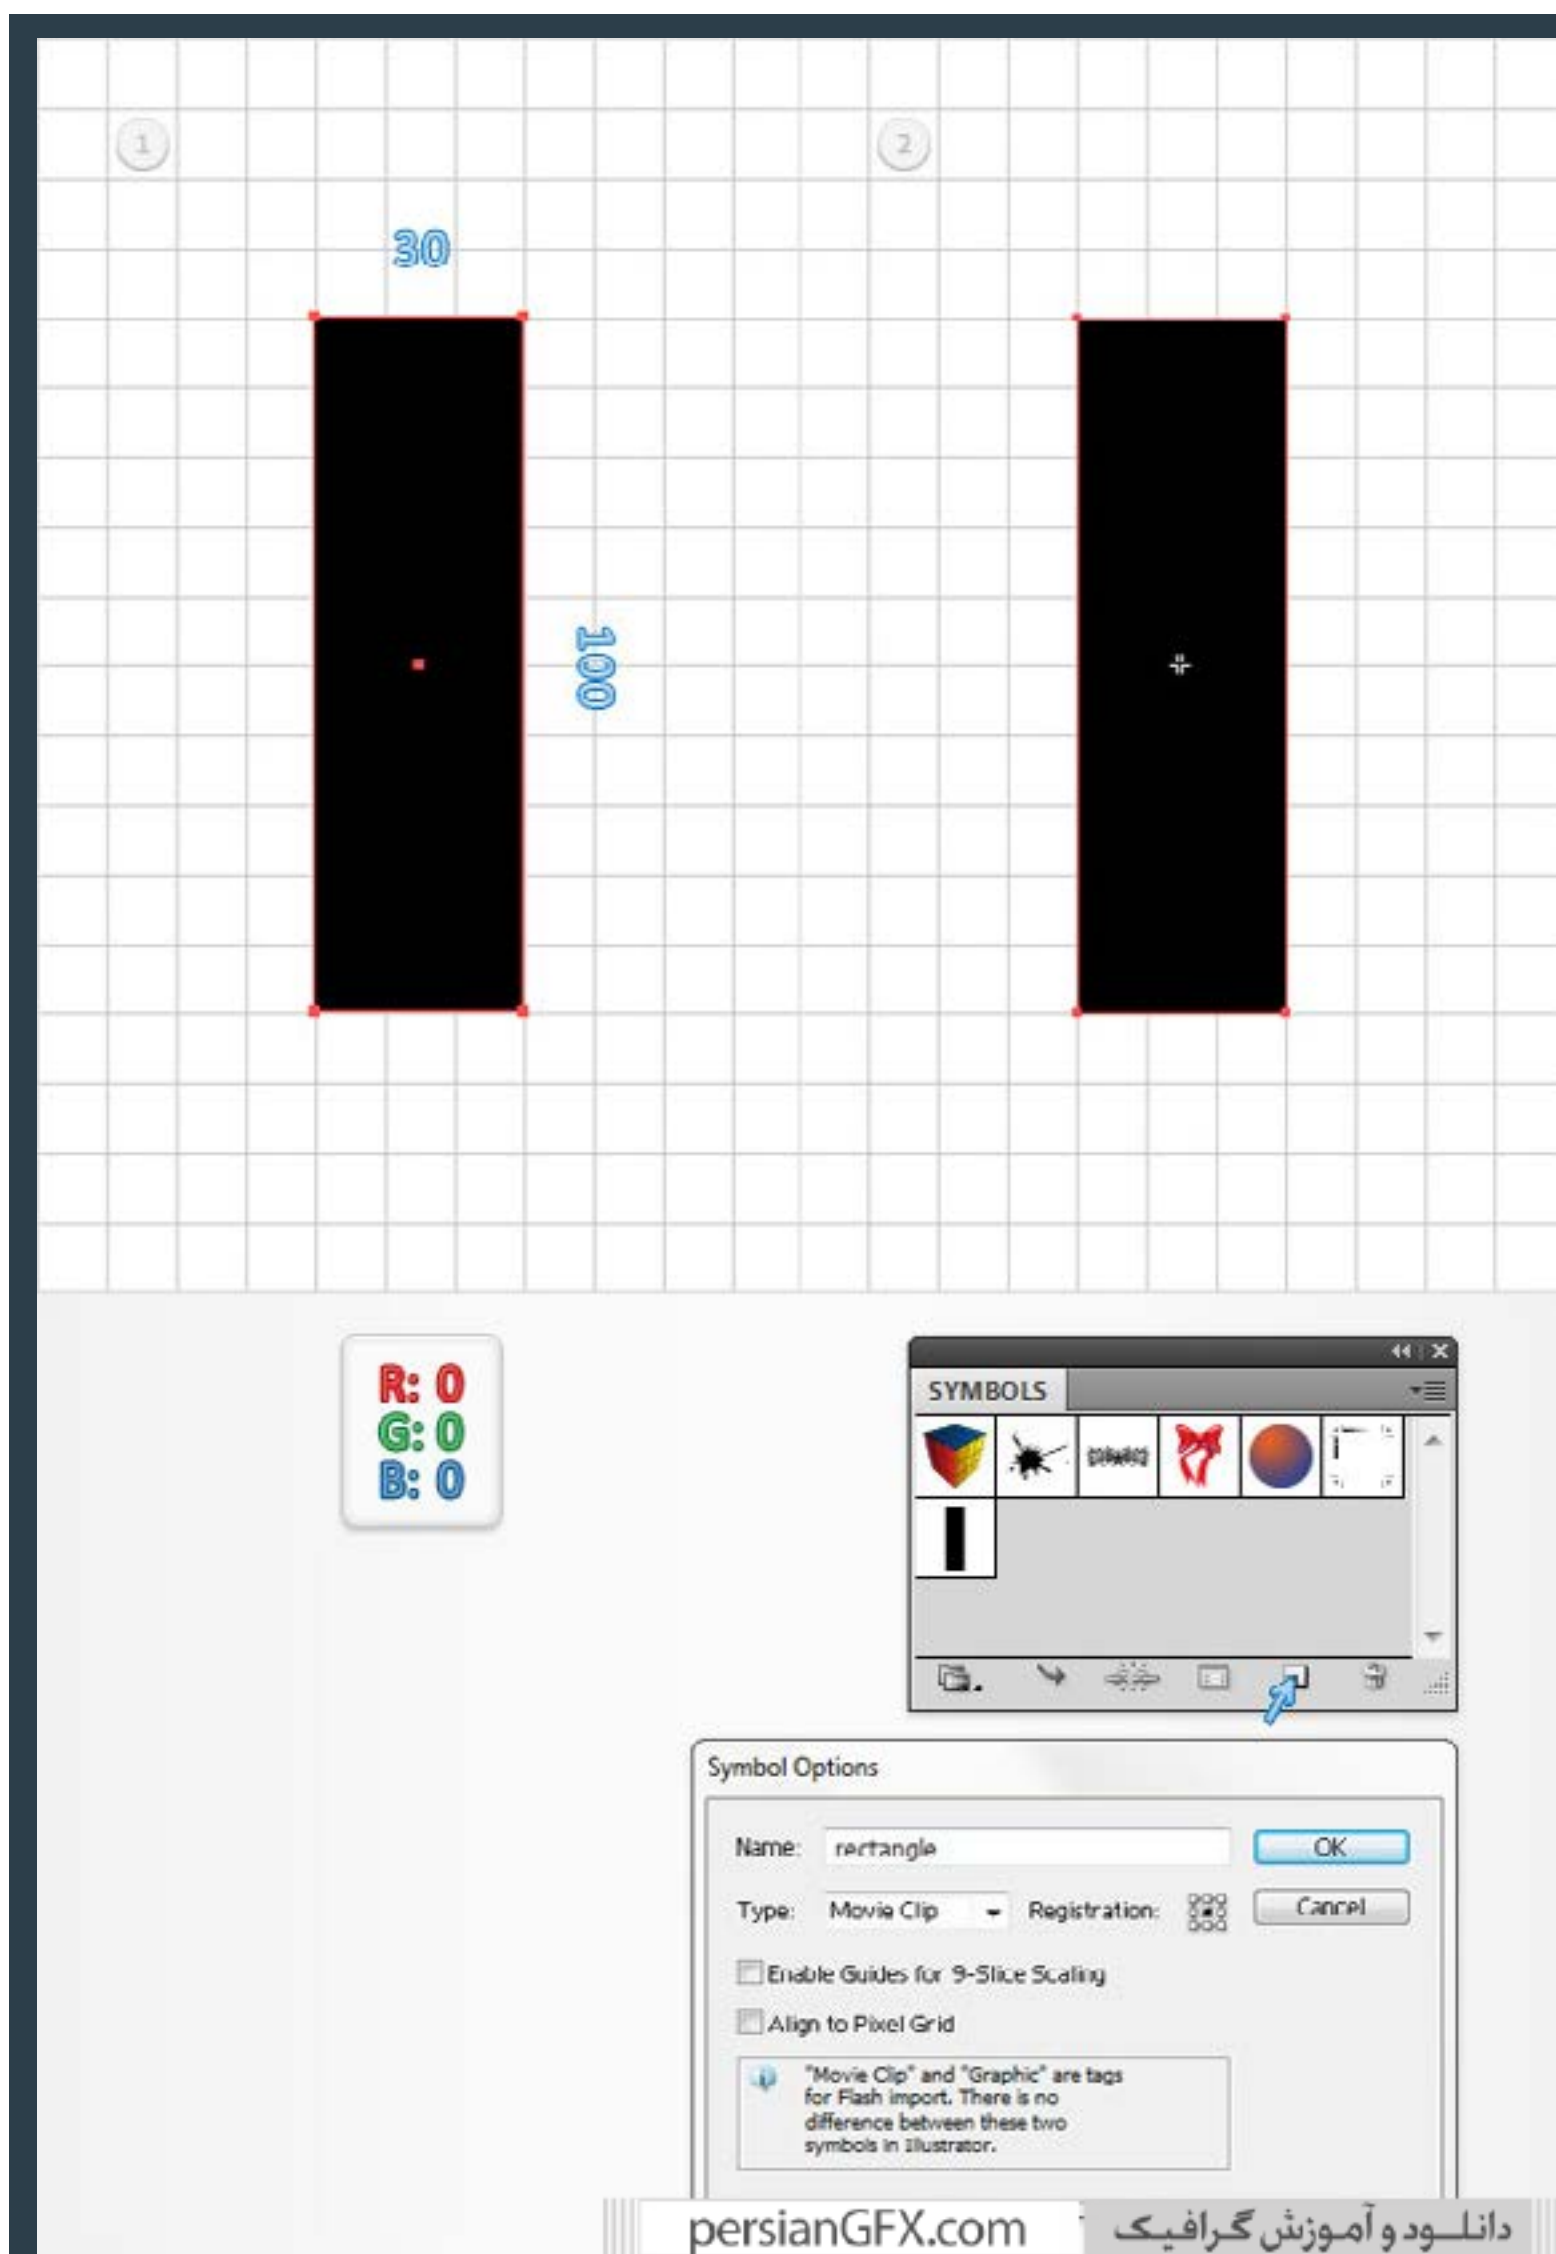 1
2
30
100
R: 0
G: 0
B: 0
SYMBOLS
Symbol Options
Name: rectangle
OK
Type: Movie Clip
Registration:
Cancel
Enable Guides for 9-Slice Scaling
Align to Pixel Grid
"Movie Clip" and "Graphic" are tags
for Flash import. There is no
difference between these two
symbols in Illustrator.
persianGFX.com
دانلــود و آموزش گرافیک